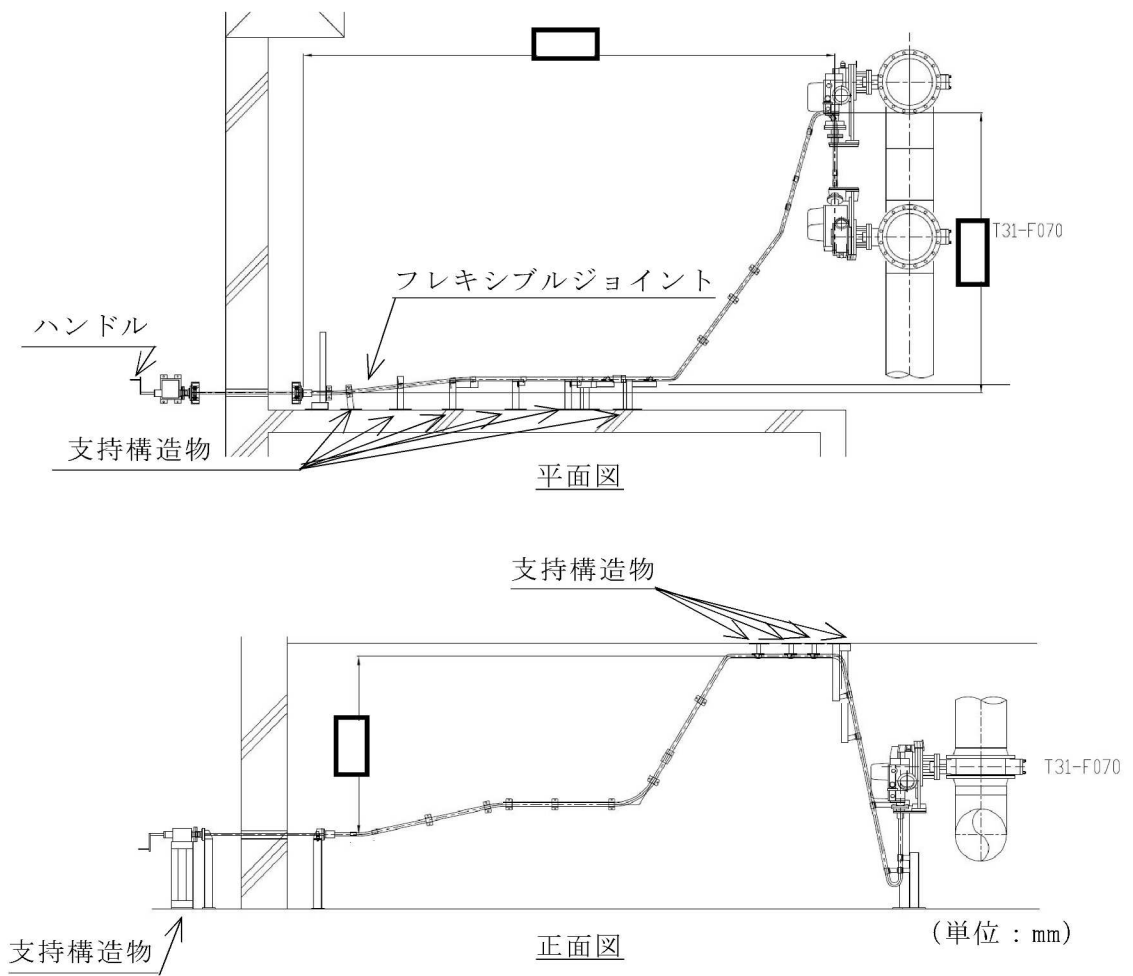 T31-F070
フレキシブルジョイント
ハンドル
支持構造物
平面図
支持構造物
T31-F070
支持構造物
正面図
(単位：mm)